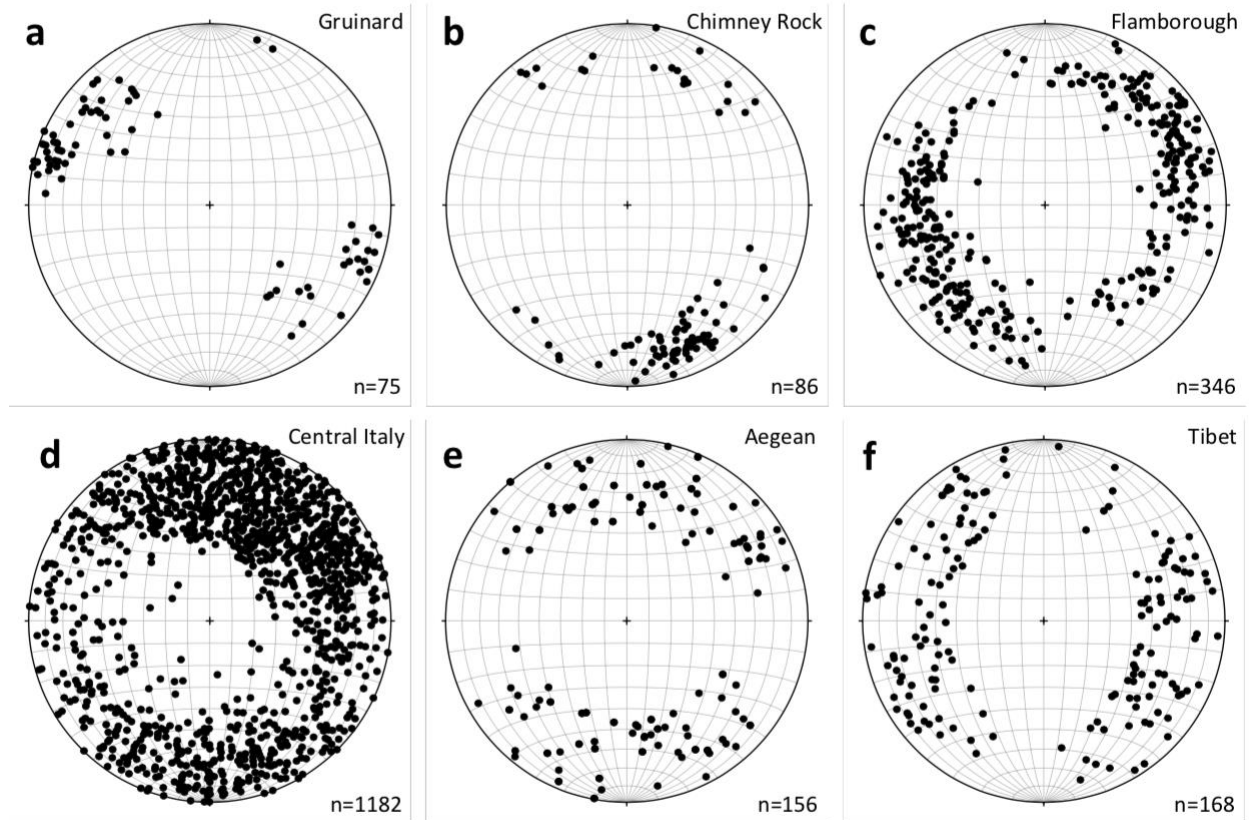 a Gruinard
n=75
b Chimney Rock
n=86
c Flamborough
n=346
d Central Italy
n=1182
e Aegean
n=156
f Tibet
n=168